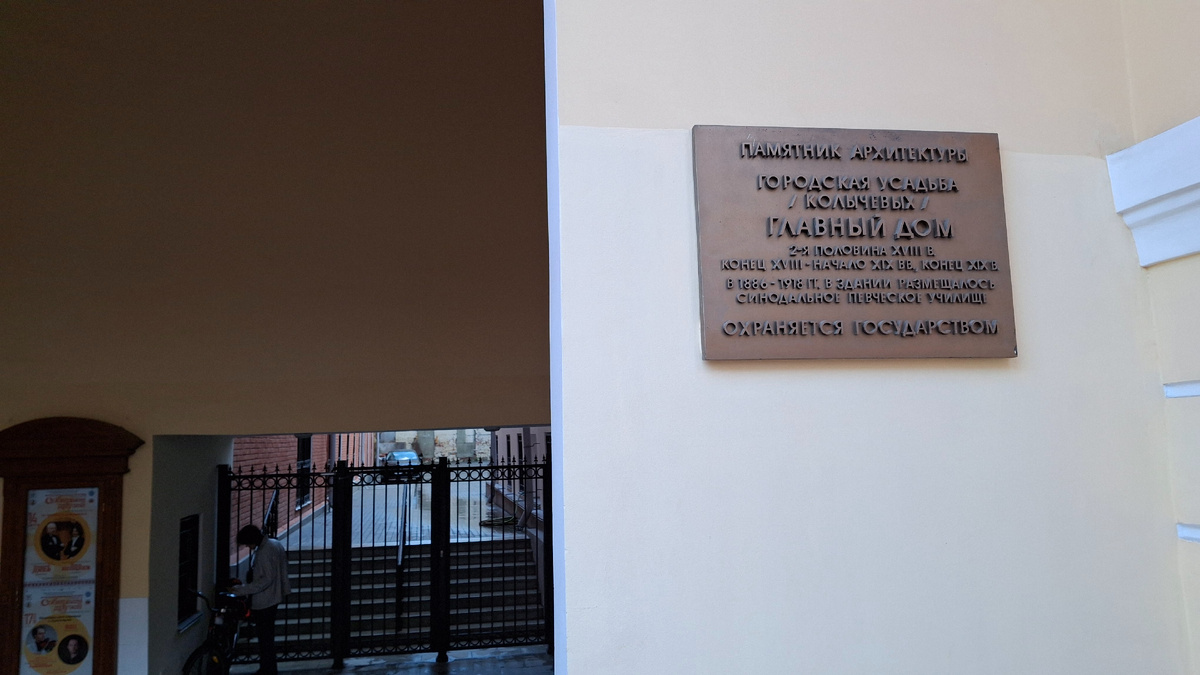 ПАМЯТНИК АРХИТЕКТУРЫ
ГОРОДСКАЯ УСАДЬБА
/ КОЛЫЧЕВЫХ /
ГЛАВНЫЙ ДОМ
2-Я ПОЛОВИНА XVIII В.
КОНЕЦ XVIII - НАЧАЛО XIX ВВ., КОНЕЦ XIX В.
В 1886 - 1918 ГГ. В ЗДАНИИ РАЗМЕЩАЛОСЬ
СИНОДАЛЬНОЕ ПЕВЧЕСКОЕ УЧИЛИЩЕ
ОХРАНЯЕТСЯ ГОСУДАРСТВОМ